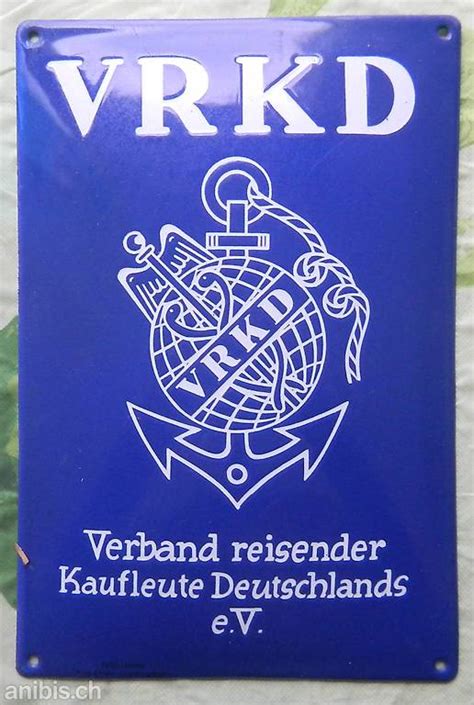 VRKD
VRKD
Verband reisender
Kaufleute Deutschlands
e.V.
anibis.ch